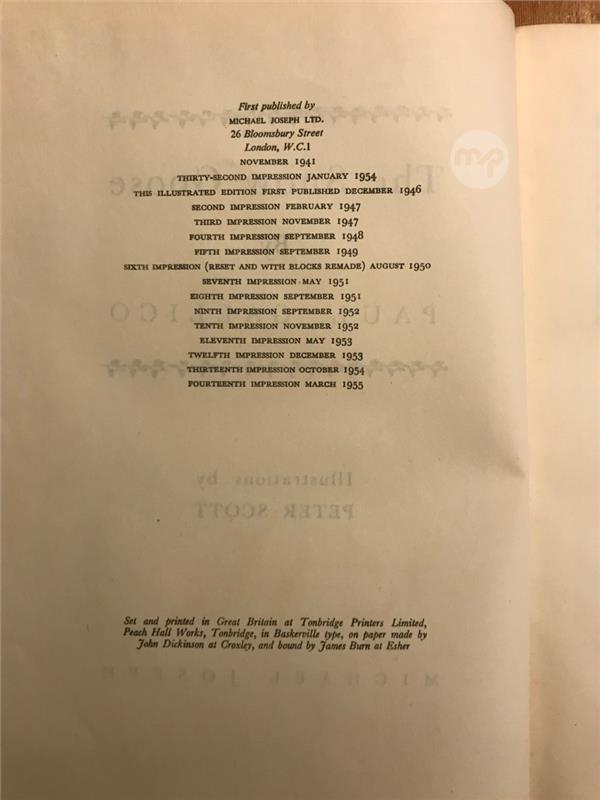 First published by
MICHAEL JOSEPH LTD.
26 Bloomsbury Street
London, W.C.1
NOVEMBER 1941
THIRTY-SECOND IMPRESSION JANUARY 1954
THIS ILLUSTRATED EDITION FIRST PUBLISHED DECEMBER 1946
SECOND IMPRESSION FEBRUARY 1947
THIRD IMPRESSION NOVEMBER 1947
FOURTH IMPRESSION SEPTEMBER 1948
FIFTH IMPRESSION SEPTEMBER 1949
SIXTH IMPRESSION (RESET AND WITH BLOCKS REMADE) AUGUST 1950
SEVENTH IMPRESSION MAY 1951
EIGHTH IMPRESSION SEPTEMBER 1951
NINTH IMPRESSION SEPTEMBER 1952
TENTH IMPRESSION NOVEMBER 1952
ELEVENTH IMPRESSION MAY 1953
TWELFTH IMPRESSION DECEMBER 1953
THIRTEENTH IMPRESSION OCTOBER 1954
FOURTEENTH IMPRESSION MARCH 1955
Illustrations by
PETER SCOTT
Set and printed in Great Britain at Tonbridge Printers Limited,
Peach Hall Works, Tonbridge, in Baskerville type, on paper made by
John Dickinson at Croxley, and bound by James Burn at Esher
MICHAEL JOSEPH